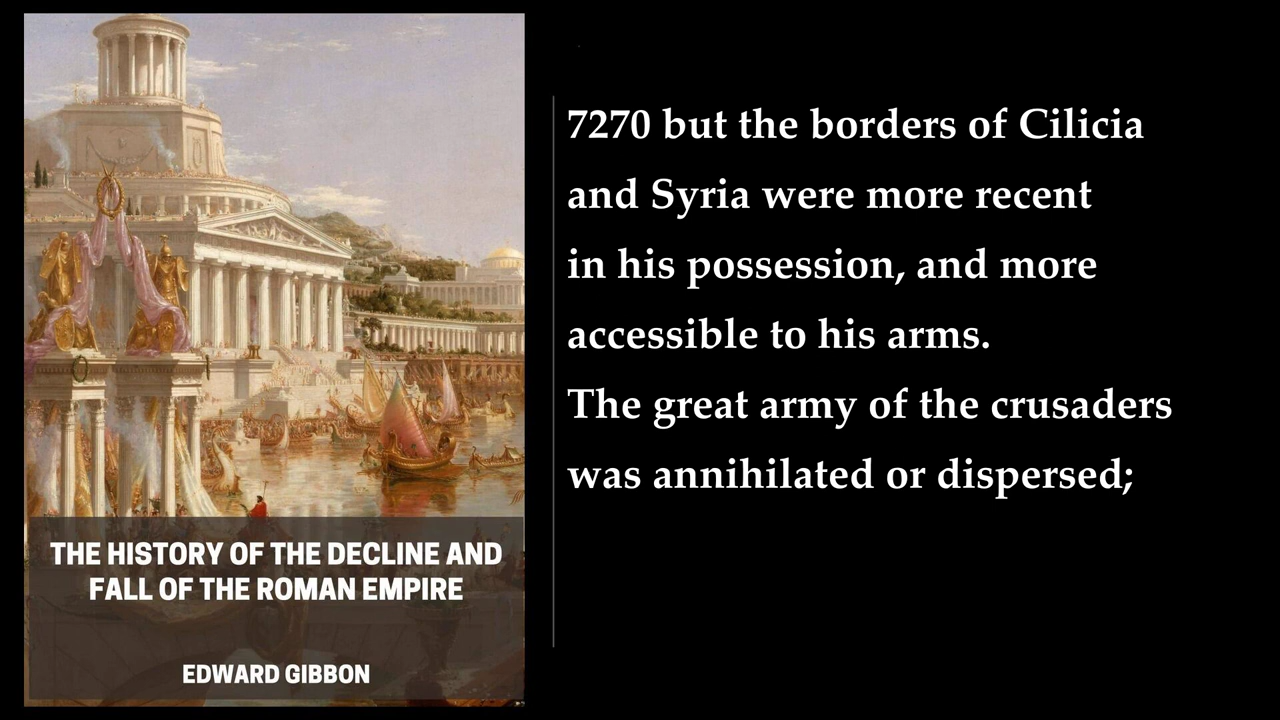 THE HISTORY OF THE DECLINE AND
FALL OF THE ROMAN EMPIRE
EDWARD GIBBON
7270 but the borders of Cilicia
and Syria were more recent
in his possession, and more
accessible to his arms.
The great army of the crusaders
was annihilated or dispersed;